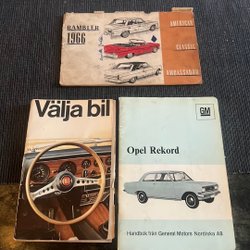 RAMBLER
1966
AMERICAN
CLASSIC
AMBASSADOR
Välja bil
GM
Opel Rekord
Handbok från General Motors Nordiska AB